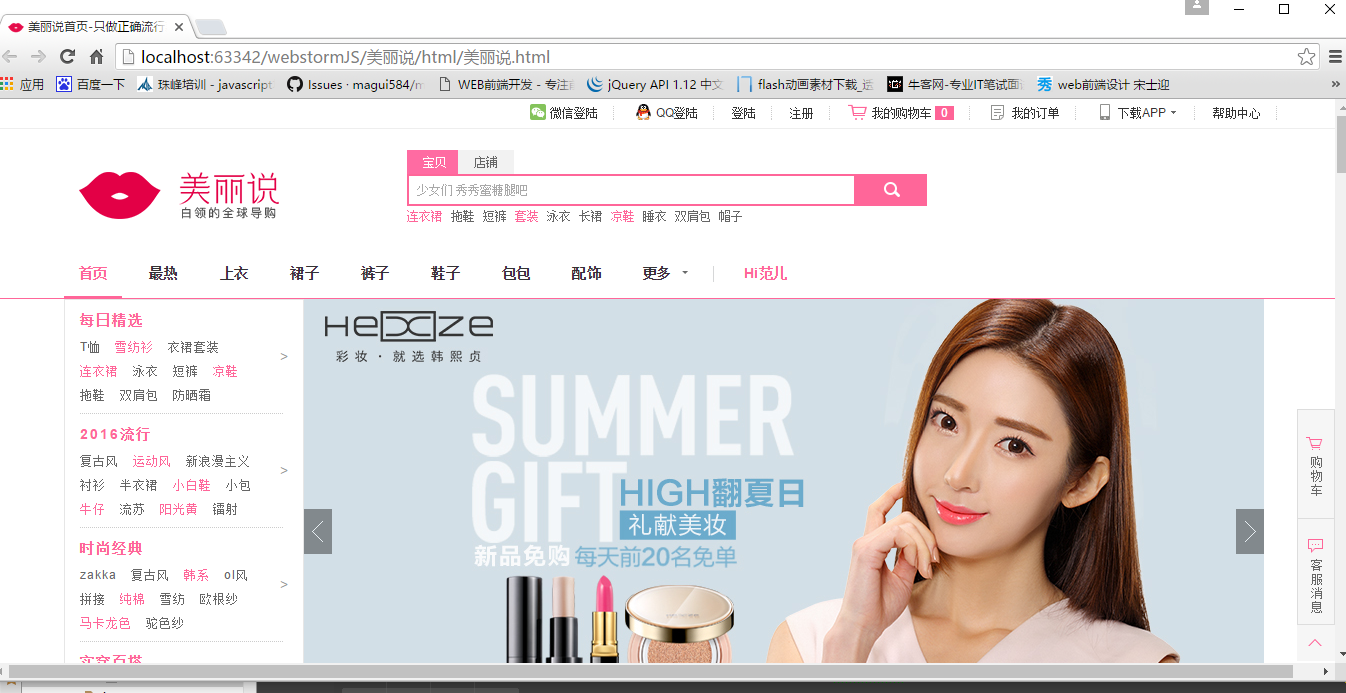 美丽说首页-只做正确流行
localhost:63342/webstormJS/美丽说/html/美丽说.html
应用 百度一下 珠峰培训 - javascript Issues · magui584/m WEB前端开发 - 专注 jQuery API 1.12 中文 flash动画素材下载_ 牛客网-专业IT笔试面 秀 web前端设计 宋士迎 »
微信登陆 QQ登陆 登陆 注册 我的购物车 0 我的订单 下载APP 帮助中心
宝贝 店铺
美丽说
白领的全球导购
少女们 秀秀蜜糖腿吧
连衣裙 拖鞋 短裤 套装 泳衣 长裙 凉鞋 睡衣 双肩包 帽子
首页 最热 上衣 裙子 裤子 鞋子 包包 配饰 更多 Hi范儿
每日精选
T恤 雪纺衫 衣裙套装
连衣裙 泳衣 短裤 凉鞋
拖鞋 双肩包 防晒霜
>
2016流行
复古风 运动风 新浪漫主义
衬衫 半衣裙 小白鞋 小包
牛仔 流苏 阳光黄 镭射
>
时尚经典
zakka 复古风 韩系 ol风
拼接 纯棉 雪纺 欧根纱
马卡龙色 驼色纱
>
HEXZE
彩妆 · 就选韩熙贞
SUMMER
GIFT
HIGH翻夏日
礼献美妆
新品免购 每天前20名免单
购物车
客服消息